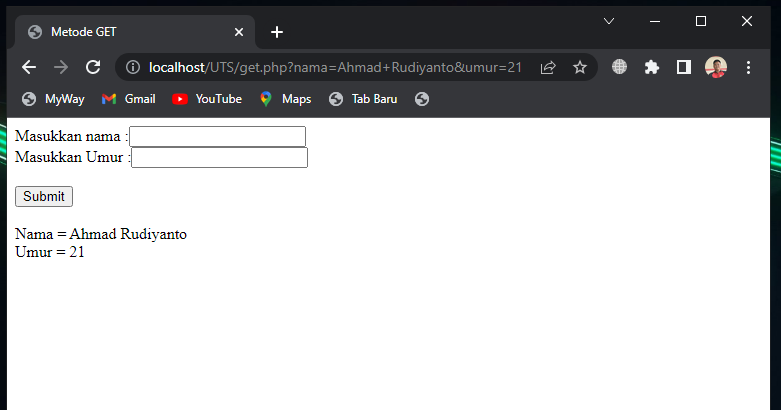 Metode GET
localhost/UTS/get.php?nama=Ahmad+Rudiyanto&umur=21
MyWay Gmail YouTube Maps Tab Baru
Masukkan nama :
Masukkan Umur :
Submit
Nama = Ahmad Rudiyanto
Umur = 21